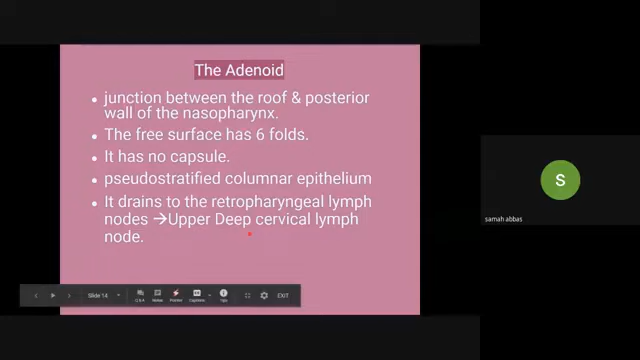 The Adenoid
• junction between the roof & posterior
wall of the nasopharynx.
• The free surface has 6 folds.
• It has no capsule.
• pseudostratified columnar epithelium
• It drains to the retropharyngeal lymph
nodes →Upper Deep cervical lymph
node.
S
samah abbas
Slide 14
Q&A
Notes
Pointer
Captions
Tips
EXIT